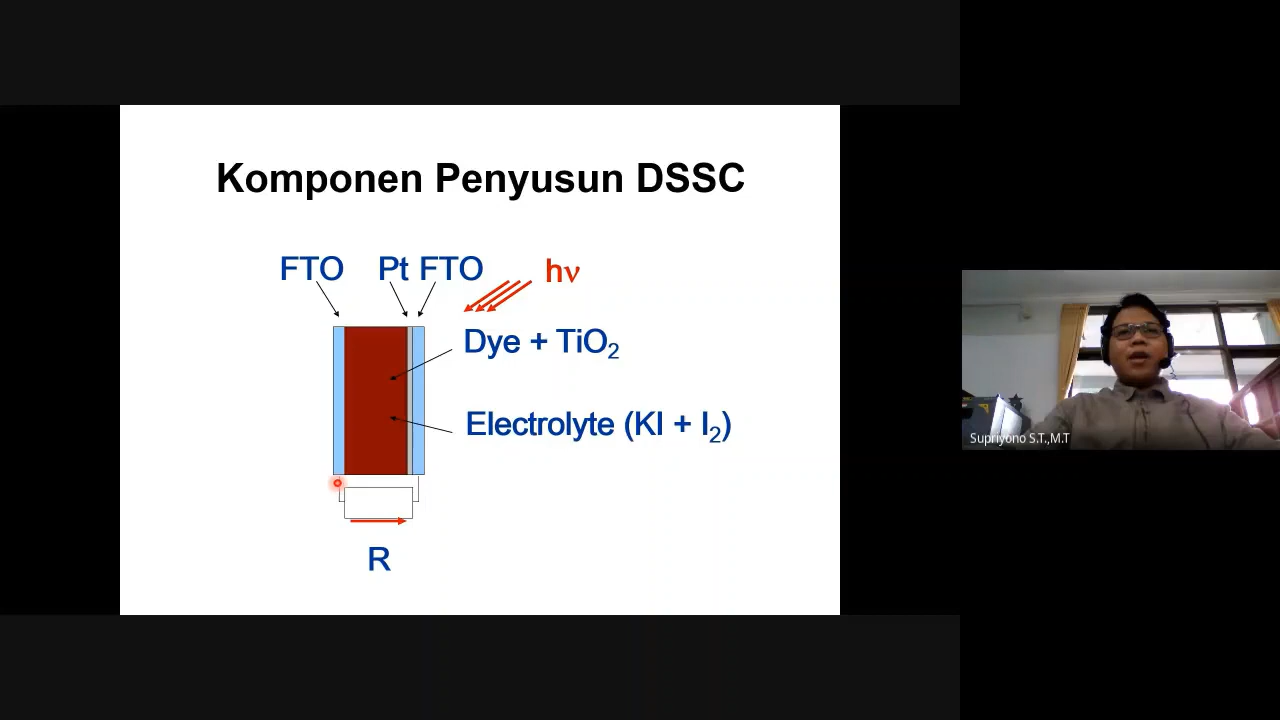 Komponen Penyusun DSSC
FTO Pt FTO hν
Dye + TiO₂
Electrolyte (KI + I₂)
R
Supriyono S.T.,M.T